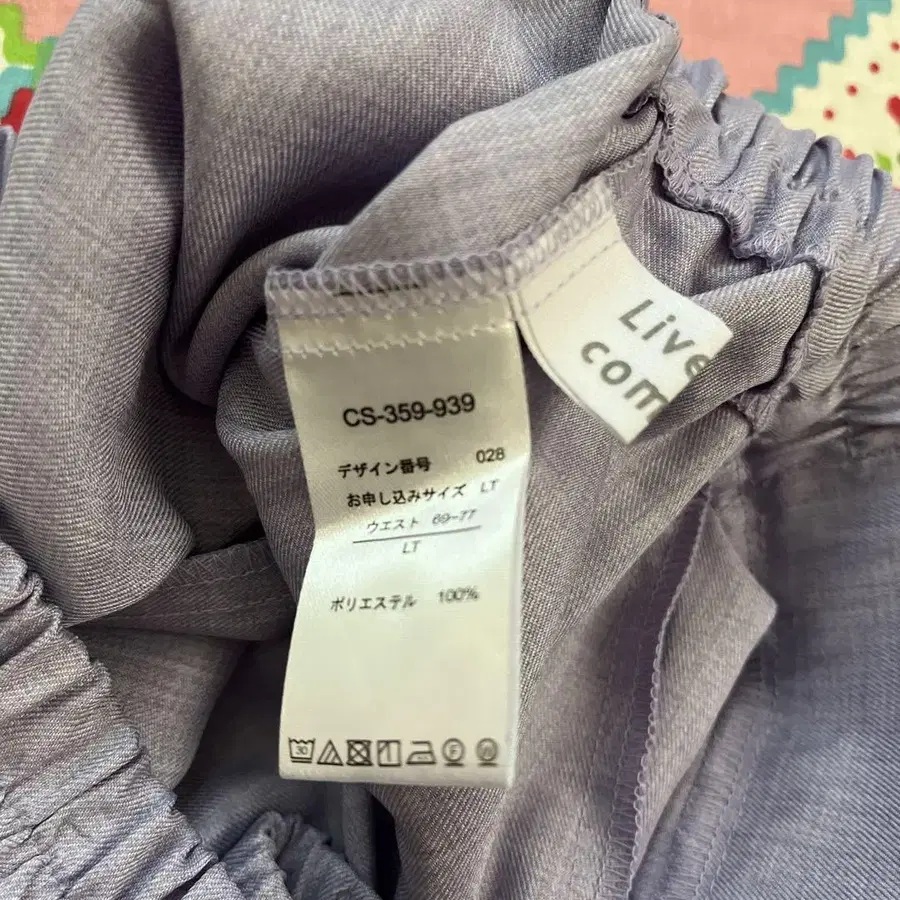 CS-359-939
デザイン番号 028
お申し込みサイズ LT
ウエスト 69-77
LT
ポリエステル 100%
30
F
Live
com